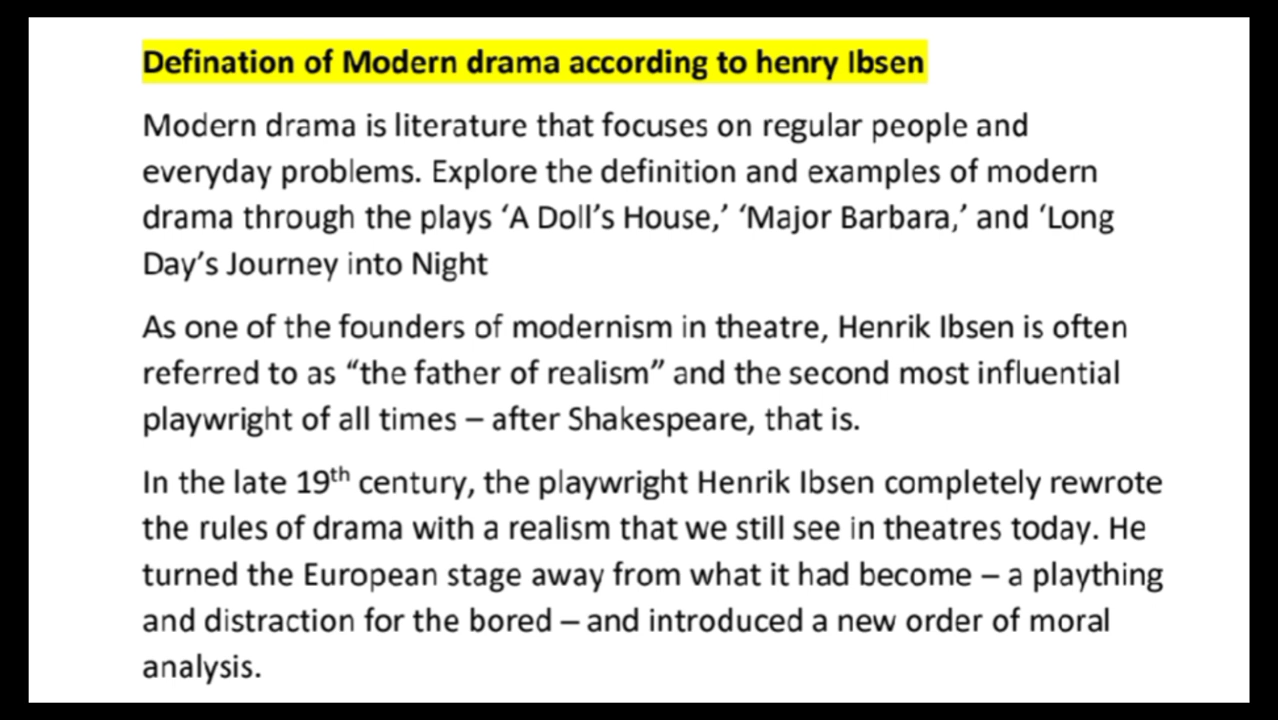 Defination of Modern drama according to henry Ibsen
Modern drama is literature that focuses on regular people and
everyday problems. Explore the definition and examples of modern
drama through the plays ‘A Doll’s House,’ ‘Major Barbara,’ and ‘Long
Day’s Journey into Night
As one of the founders of modernism in theatre, Henrik Ibsen is often
referred to as “the father of realism” and the second most influential
playwright of all times – after Shakespeare, that is.
In the late 19th century, the playwright Henrik Ibsen completely rewrote
the rules of drama with a realism that we still see in theatres today. He
turned the European stage away from what it had become – a plaything
and distraction for the bored – and introduced a new order of moral
analysis.